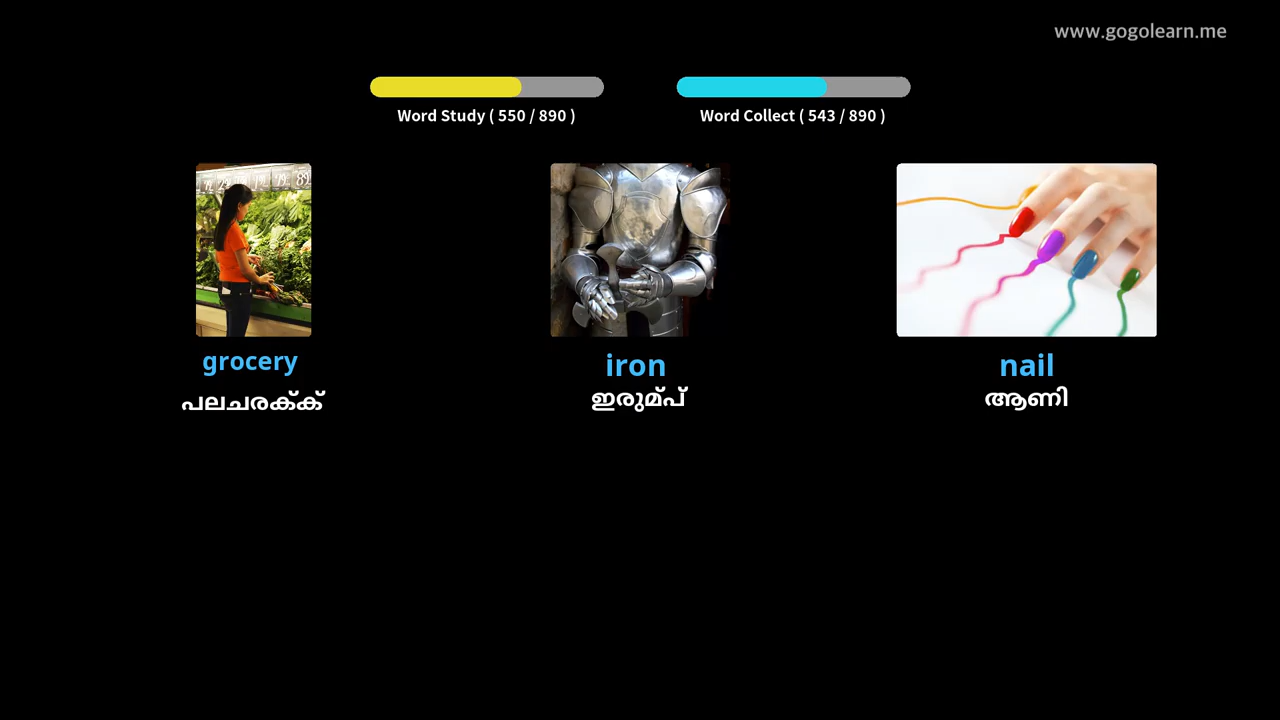 www.gogolearn.me
Word Study ( 550 / 890 )
Word Collect ( 543 / 890 )
grocery
പലചരക്ക്
iron
ഇരുമ്പ്
nail
ആണി